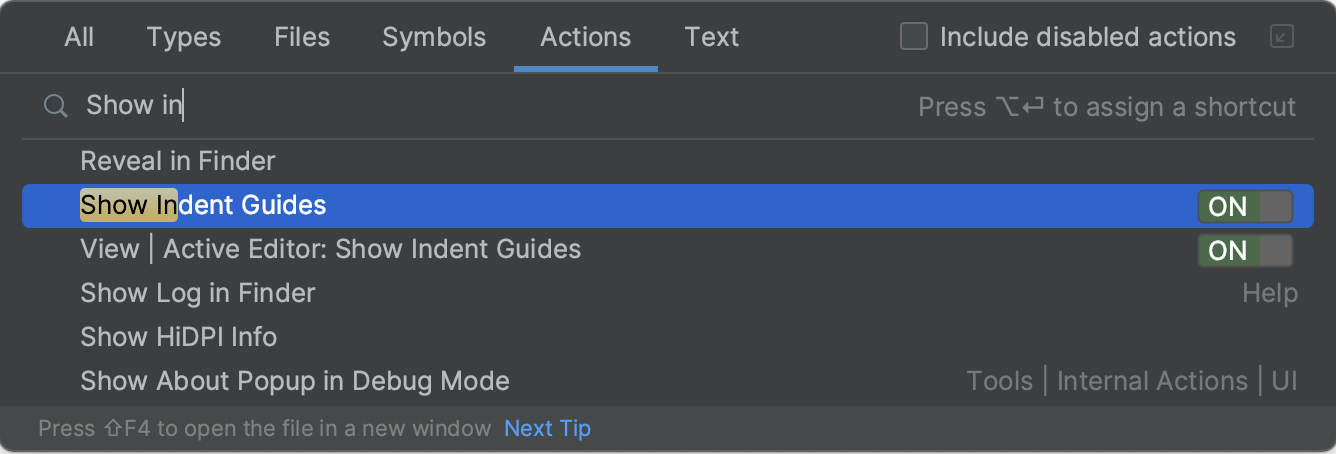 All Types Files Symbols Actions Text Include disabled actions
Show in Press ⌥⏎ to assign a shortcut
Reveal in Finder
Show Indent Guides ON
View | Active Editor: Show Indent Guides ON
Show Log in Finder Help
Show HiDPI Info
Show About Popup in Debug Mode Tools | Internal Actions | UI
Press ⇧F4 to open the file in a new window Next Tip